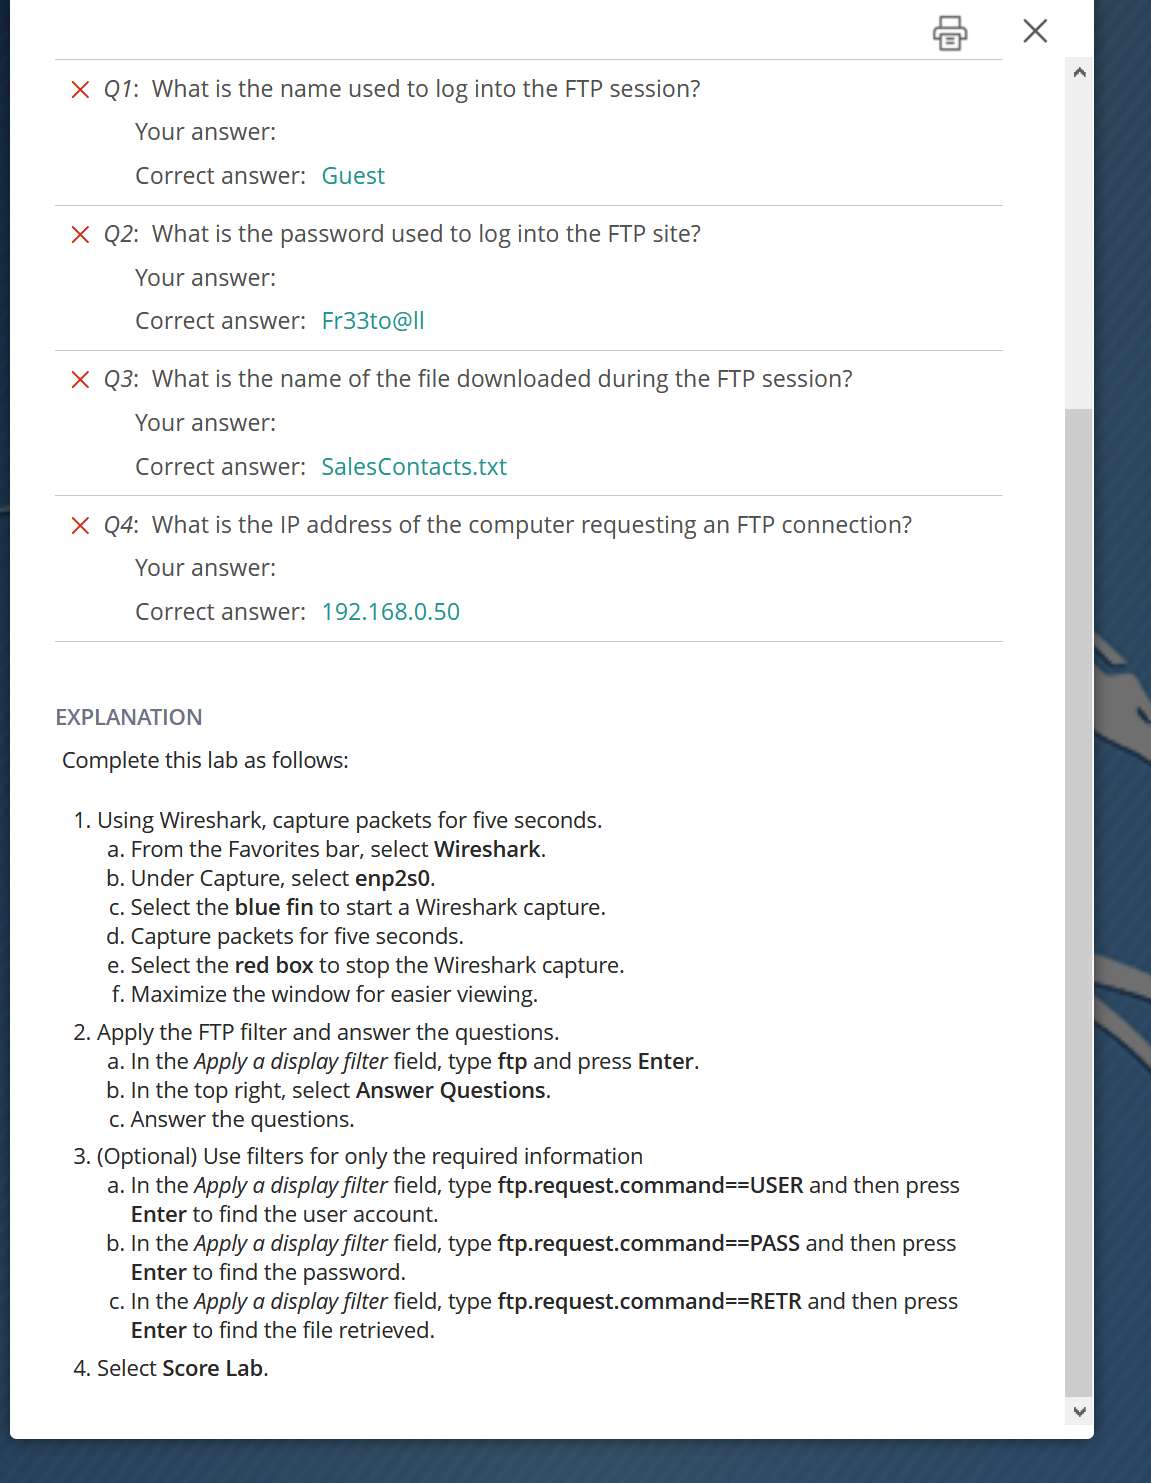 Q1: What is the name used to log into the FTP session?
Your answer:
Correct answer: Guest
Q2: What is the password used to log into the FTP site?
Your answer:
Correct answer: Fr33to@ll
Q3: What is the name of the file downloaded during the FTP session?
Your answer:
Correct answer: SalesContacts.txt
Q4: What is the IP address of the computer requesting an FTP connection?
Your answer:
Correct answer: 192.168.0.50
EXPLANATION
Complete this lab as follows:
1. Using Wireshark, capture packets for five seconds.
a. From the Favorites bar, select Wireshark.
b. Under Capture, select enp2s0.
c. Select the blue fin to start a Wireshark capture.
d. Capture packets for five seconds.
e. Select the red box to stop the Wireshark capture.
f. Maximize the window for easier viewing.
2. Apply the FTP filter and answer the questions.
a. In the Apply a display filter field, type ftp and press Enter.
b. In the top right, select Answer Questions.
c. Answer the questions.
3. (Optional) Use filters for only the required information
a. In the Apply a display filter field, type ftp.request.command==USER and then press
Enter to find the user account.
b. In the Apply a display filter field, type ftp.request.command==PASS and then press
Enter to find the password.
c. In the Apply a display filter field, type ftp.request.command==RETR and then press
Enter to find the file retrieved.
4. Select Score Lab.